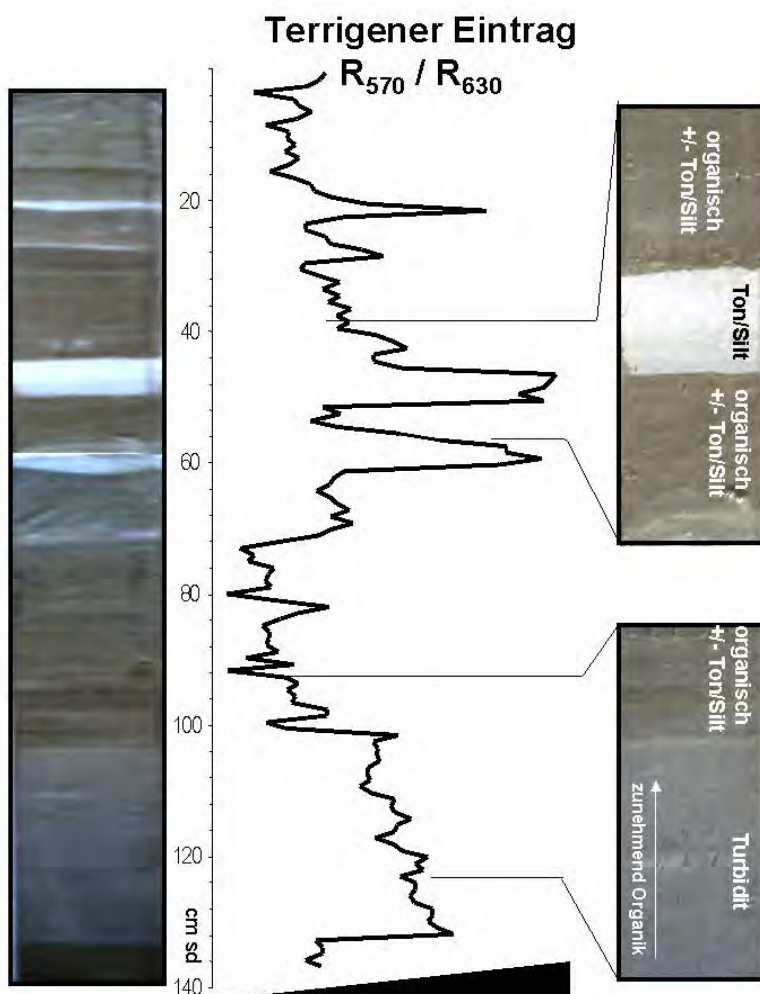 Terrigener Eintrag
R₅₇₀ / R₆₃₀
20
40
60
80
100
120
140
cm sd
organisch
+/- Ton/Silt
Ton/Silt
organisch
+/- Ton/Silt
organisch
+/- Ton/Silt
Turbidit
zunehmend Organik